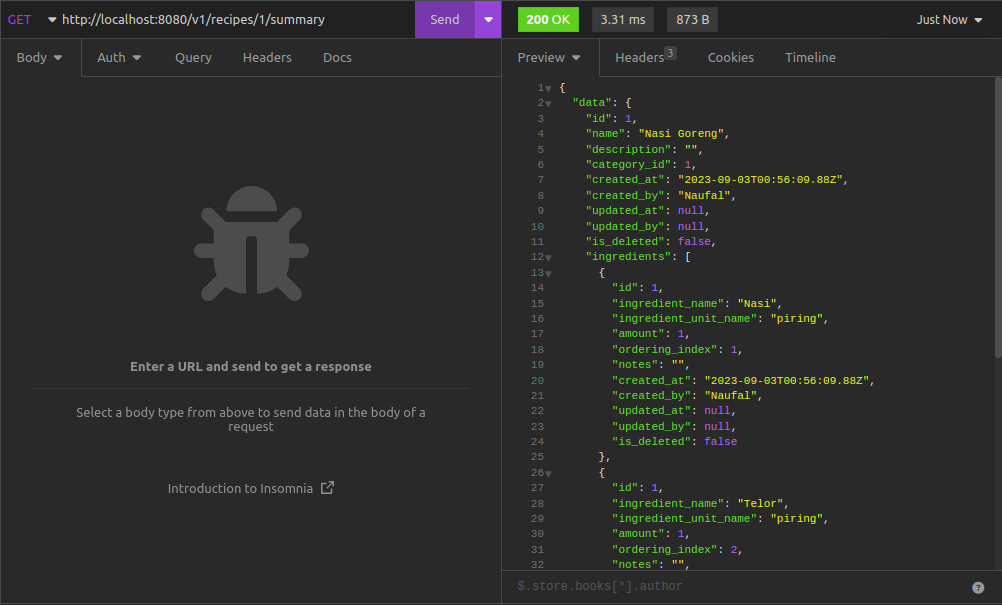 GET http://localhost:8080/v1/recipes/1/summary Send
Body Auth Query Headers Docs
Enter a URL and send to get a response
Select a body type from above to send data in the body of a
request
Introduction to Insomnia
200 OK 3.31 ms 873 B Just Now
Preview Headers 3 Cookies Timeline
1 {
2 "data": {
3 "id": 1,
4 "name": "Nasi Goreng",
5 "description": "",
6 "category_id": 1,
7 "created_at": "2023-09-03T00:56:09.88Z",
8 "created_by": "Naufal",
9 "updated_at": null,
10 "updated_by": null,
11 "is_deleted": false,
12 "ingredients": [
13 {
14 "id": 1,
15 "ingredient_name": "Nasi",
16 "ingredient_unit_name": "piring",
17 "amount": 1,
18 "ordering_index": 1,
19 "notes": "",
20 "created_at": "2023-09-03T00:56:09.88Z",
21 "created_by": "Naufal",
22 "updated_at": null,
23 "updated_by": null,
24 "is_deleted": false
25 },
26 {
27 "id": 1,
28 "ingredient_name": "Telor",
29 "ingredient_unit_name": "piring",
30 "amount": 1,
31 "ordering_index": 2,
32 "notes": "",
$.store.books[*].author ?